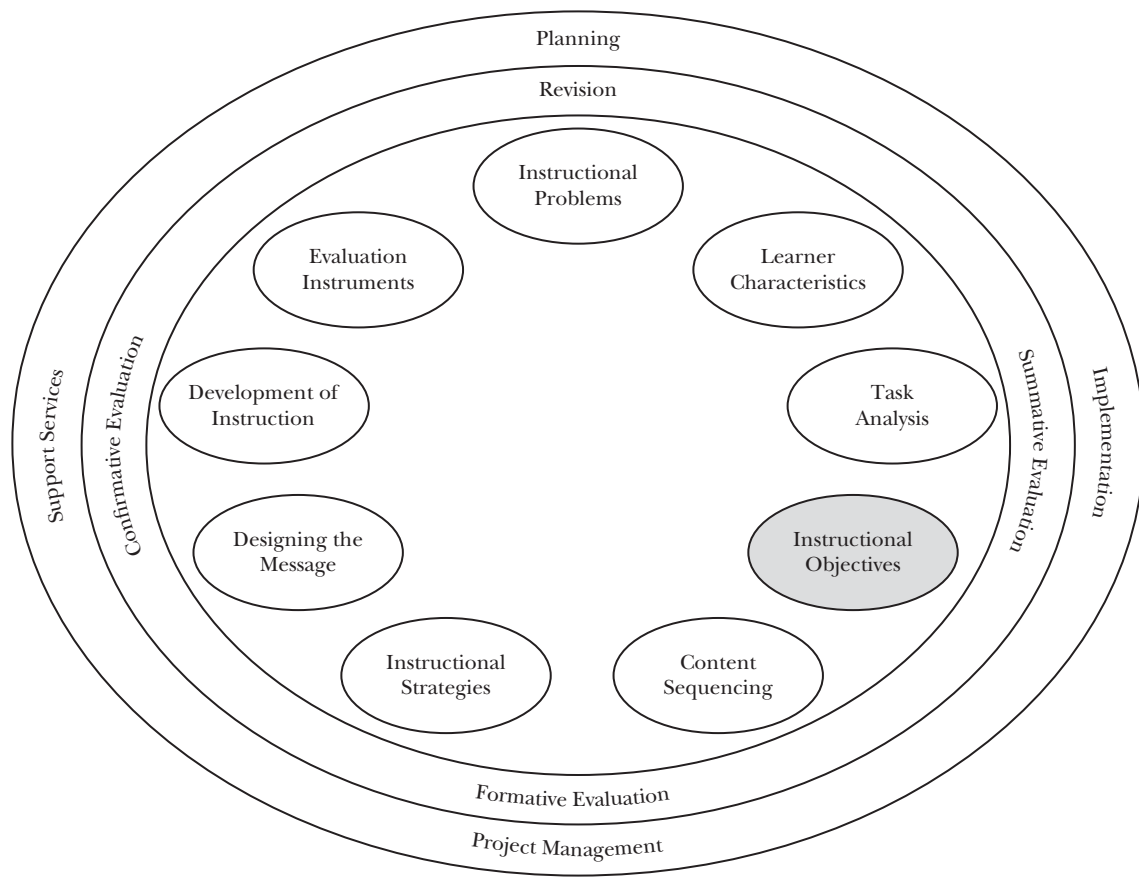 Planning
Revision
Instructional
Problems
Evaluation
Instruments
Learner
Characteristics
Development of
Instruction
Task
Analysis
Support Services
Confirmative Evaluation
Summative Evaluation
Implementation
Designing the
Message
Instructional
Objectives
Instructional
Strategies
Content
Sequencing
Formative Evaluation
Project Management